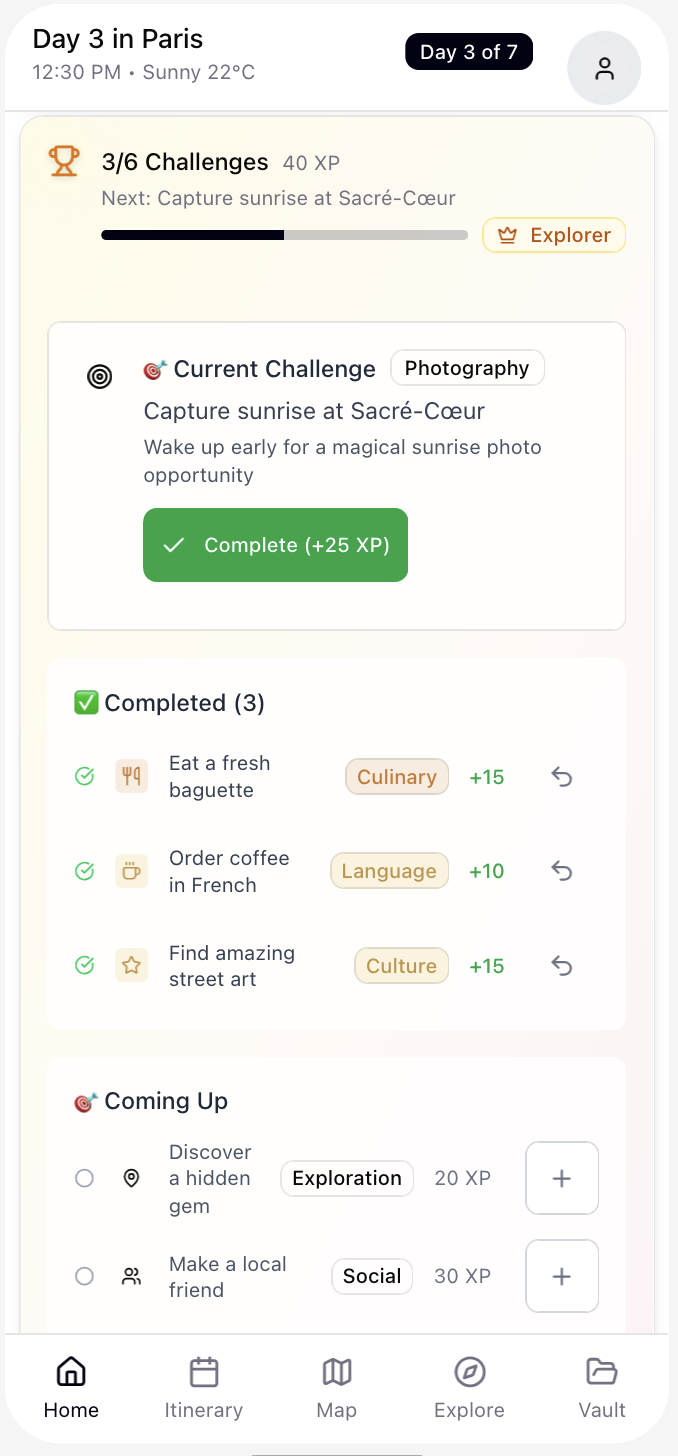 Day 3 in Paris
12:30 PM • Sunny 22°C
Day 3 of 7
3/6 Challenges 40 XP
Next: Capture sunrise at Sacré-Cœur
Explorer
🎯 Current Challenge Photography
Capture sunrise at Sacré-Cœur
Wake up early for a magical sunrise photo
opportunity
Complete (+25 XP)
✅ Completed (3)
Eat a fresh
baguette
Culinary +15
Order coffee
in French
Language +10
Find amazing
street art
Culture +15
🎯 Coming Up
Discover
a hidden
gem
Exploration 20 XP
Make a local
friend
Social 30 XP
Home Itinerary Map Explore Vault